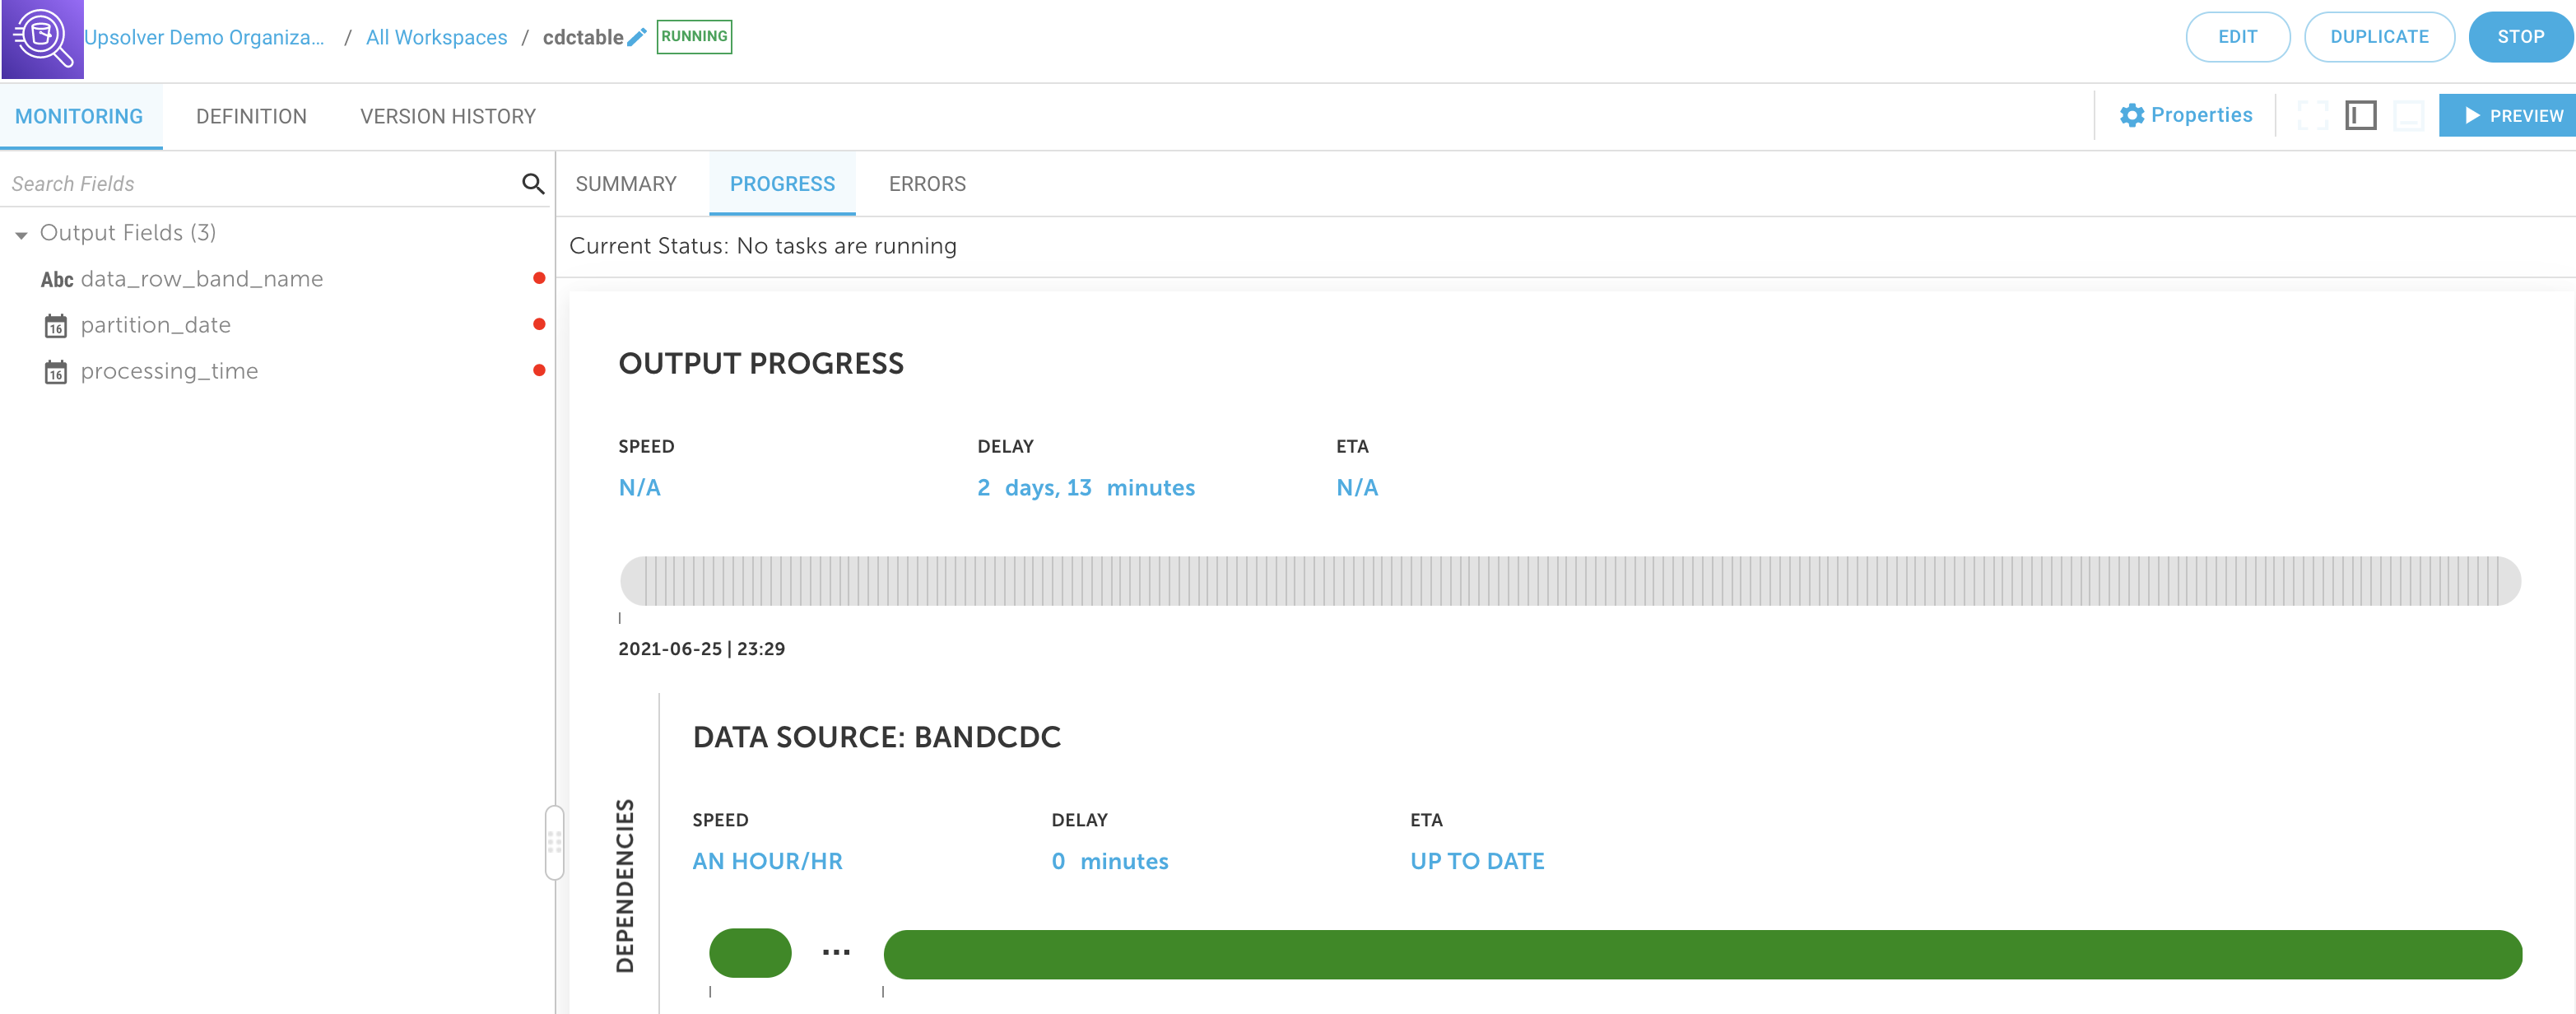 Upsolver Demo Organiza... / All Workspaces / cdctable RUNNING EDIT DUPLICATE STOP
MONITORING DEFINITION VERSION HISTORY Properties PREVIEW
Search Fields SUMMARY PROGRESS ERRORS
Output Fields (3)
Current Status: No tasks are running
Abc data_row_band_name
16 partition_date
16 processing_time
OUTPUT PROGRESS
SPEED DELAY ETA
N/A 2 days, 13 minutes N/A
2021-06-25 | 23:29
DEPENDENCIES
DATA SOURCE: BANDCDC
SPEED DELAY ETA
AN HOUR/HR 0 minutes UP TO DATE
...